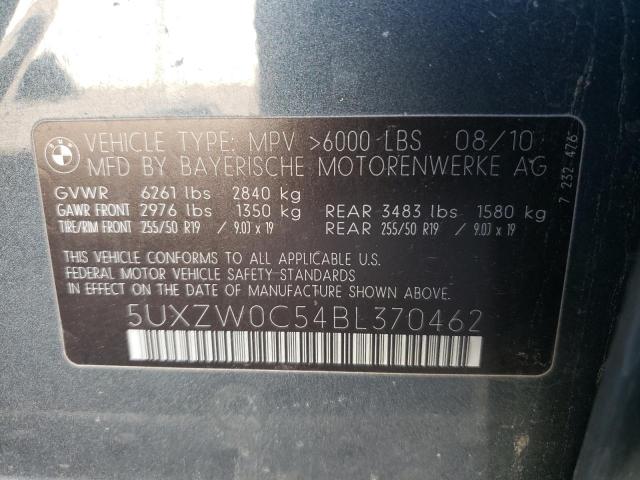 BMW
VEHICLE TYPE: MPV >6000 LBS 08/10
MFD BY BAYERISCHE MOTORENWERKE AG
GVWR 6261 lbs 2840 kg
GAWR FRONT 2976 lbs 1350 kg REAR 3483 lbs 1580 kg
TIRE/RIM FRONT 255/50 R19 / 9.0J x 19 REAR 255/50 R19 / 9.0J x 19
THIS VEHICLE CONFORMS TO ALL APPLICABLE U.S.
FEDERAL MOTOR VEHICLE SAFETY STANDARDS
IN EFFECT ON THE DATE OF MANUFACTURE SHOWN ABOVE.
5UXZW0C54BL370462
7 232 476